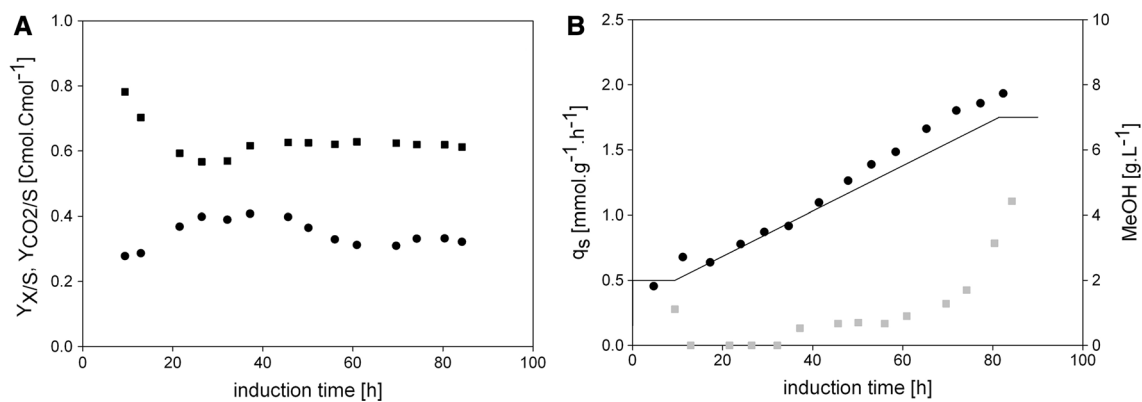 A
Yx/s, Yco2/s [Cmol.Cmol⁻¹]
1.0
0.8
0.6
0.4
0.2
0.0
0 20 40 60 80 100
induction time [h]
B
qs [mmol.g⁻¹.h⁻¹]
2.5
2.0
1.5
1.0
0.5
0.0
10
8
6
4
2
0
MeOH [g.L⁻¹]
0 20 40 60 80 100
induction time [h]